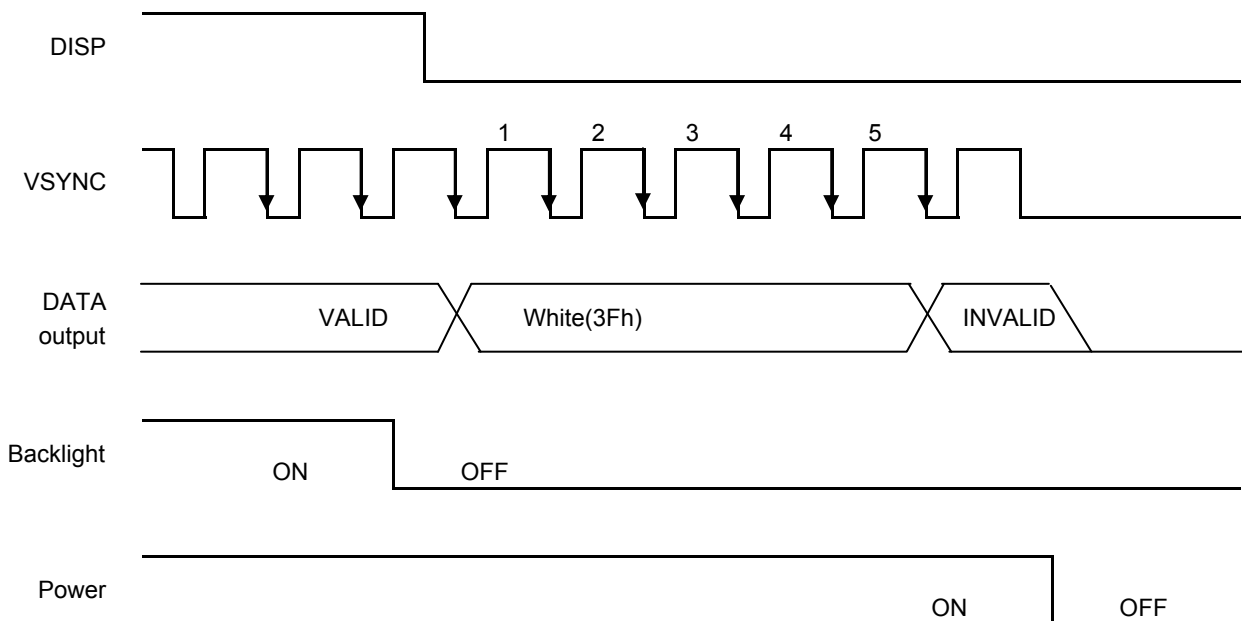 DISP
1 2 3 4 5
VSYNC
DATA
output
VALID White(3Fh) INVALID
Backlight
ON OFF
Power
ON OFF